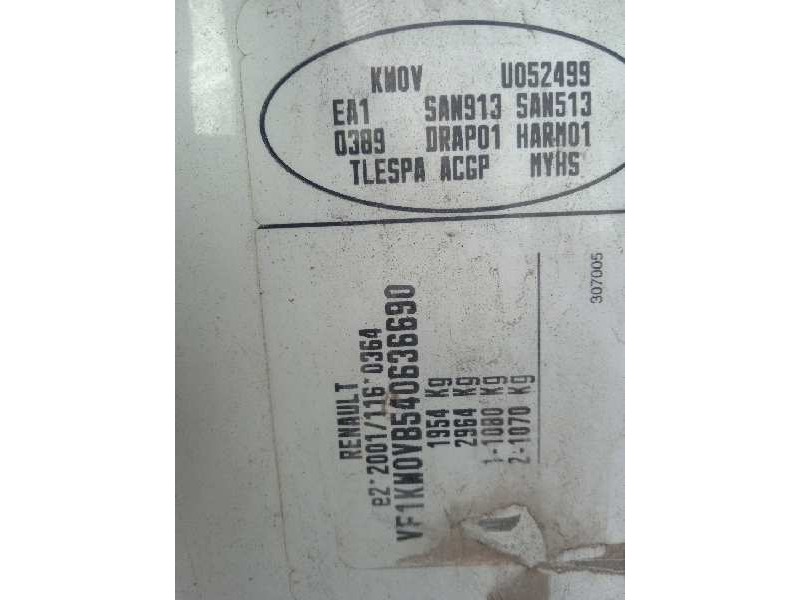 KM0V U052499
EA1 SAN913 SAN513
0389 DRAP01 HARM01
TLESPA ACGP MYHS
RENAULT
e2*2001/116*0364
VF1KM0VB540636690
1954 Kg
2964 Kg
1-1080 Kg
2-1070 Kg
307005